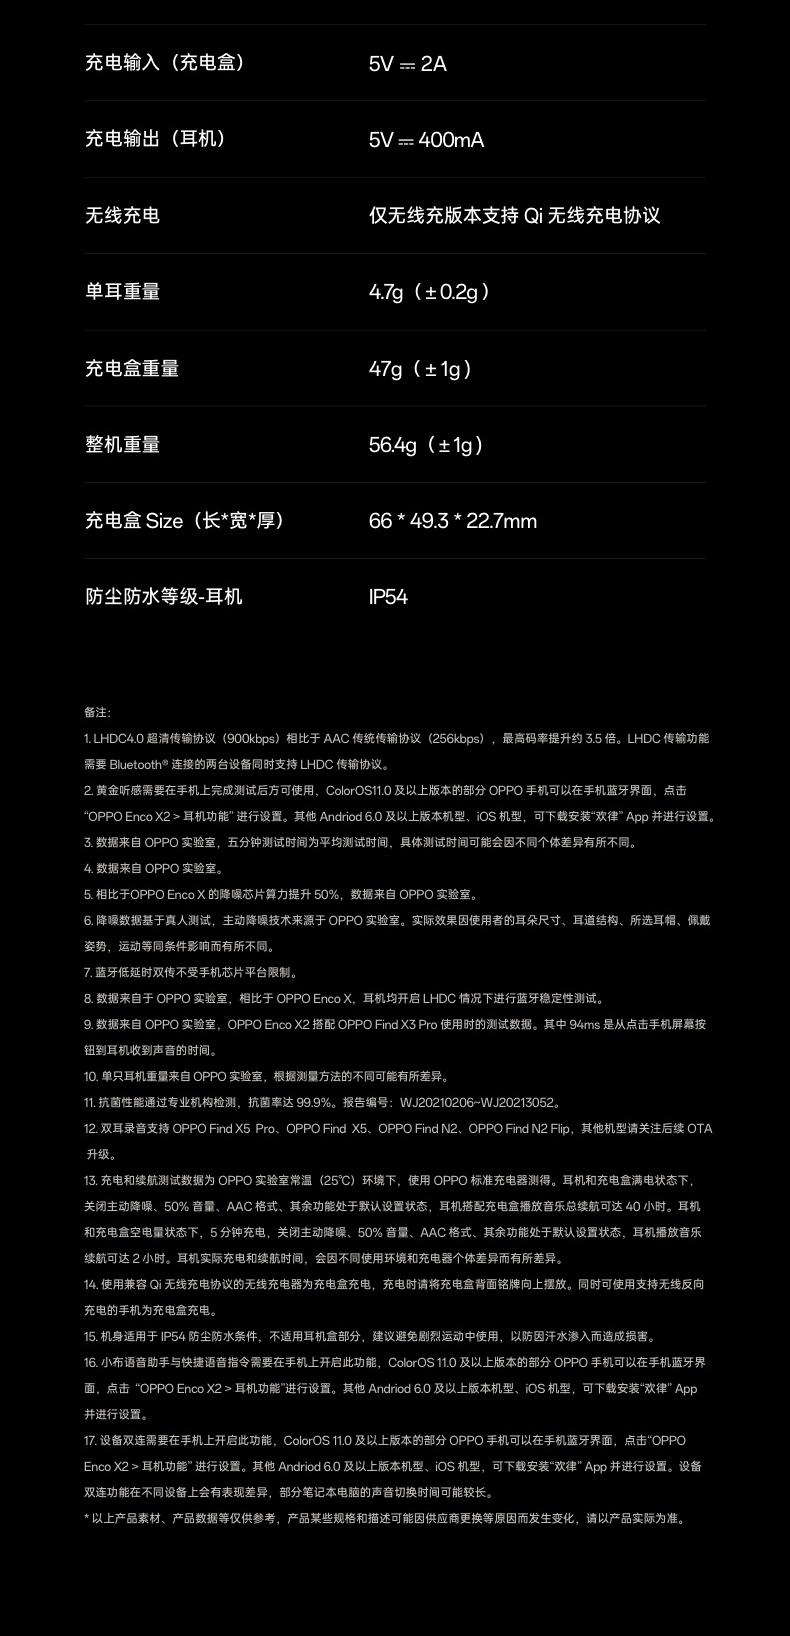 充电输入（充电盒） 5V ⎓ 2A
充电输出（耳机） 5V ⎓ 400mA
无线充电 仅无线充版本支持 Qi 无线充电协议
单耳重量 4.7g（ ± 0.2g ）
充电盒重量 47g（ ± 1g ）
整机重量 56.4g（ ± 1g ）
充电盒 Size（长*宽*厚） 66 * 49.3 * 22.7mm
防尘防水等级-耳机 IP54
备注：
1. LHDC4.0 超清传输协议（900kbps）相比于 AAC 传统传输协议（256kbps），最高码率提升约 3.5 倍。LHDC 传输功能
需要 Bluetooth® 连接的两台设备同时支持 LHDC 传输协议。
2. 黄金听感需要在手机上完成测试后方可使用，ColorOS11.0 及以上版本的部分 OPPO 手机可以在手机蓝牙界面，点击
“OPPO Enco X2 > 耳机功能” 进行设置。其他 Andriod 6.0 及以上版本机型、iOS 机型，可下载安装“欢律” App 并进行设置。
3. 数据来自 OPPO 实验室，五分钟测试时间为平均测试时间，具体测试时间可能会因不同个体差异有所不同。
4. 数据来自 OPPO 实验室。
5. 相比于OPPO Enco X 的降噪芯片算力提升 50%，数据来自 OPPO 实验室。
6. 降噪数据基于真人测试，主动降噪技术来源于 OPPO 实验室。实际效果因使用者的耳朵尺寸、耳道结构、所选耳帽、佩戴
姿势，运动等同条件影响而有所不同。
7. 蓝牙低延时双传不受手机芯片平台限制。
8. 数据来自于 OPPO 实验室，相比于 OPPO Enco X，耳机均开启 LHDC 情况下进行蓝牙稳定性测试。
9. 数据来自 OPPO 实验室，OPPO Enco X2 搭配 OPPO Find X3 Pro 使用时的测试数据。其中 94ms 是从点击手机屏幕按
钮到耳机收到声音的时间。
10. 单只耳机重量来自 OPPO 实验室，根据测量方法的不同可能有所差异。
11. 抗菌性能通过专业机构检测，抗菌率达 99.9%。报告编号：WJ20210206~WJ20213052。
12. 双耳录音支持 OPPO Find X5 Pro、OPPO Find X5、OPPO Find N2、OPPO Find N2 Flip，其他机型请关注后续 OTA
升级。
13. 充电和续航测试数据为 OPPO 实验室常温（25℃）环境下，使用 OPPO 标准充电器测得。耳机和充电盒满电状态下，
关闭主动降噪、50% 音量、AAC 格式、其余功能处于默认设置状态，耳机搭配充电盒播放音乐总续航可达 40 小时。耳机
和充电盒空电量状态下，5 分钟充电，关闭主动降噪、50% 音量、AAC 格式、其余功能处于默认设置状态，耳机播放音乐
续航可达 2 小时。耳机实际充电和续航时间，会因不同使用环境和充电器个体差异而有所差异。
14. 使用兼容 Qi 无线充电协议的无线充电器为充电盒充电，充电时请将充电盒背面铭牌向上摆放。同时可使用支持无线反向
充电的手机为充电盒充电。
15. 机身适用于 IP54 防尘防水条件，不适用耳机盒部分，建议避免剧烈运动中使用，以防因汗水渗入而造成损害。
16. 小布语音助手与快捷语音指令需要在手机上开启此功能，ColorOS 11.0 及以上版本的部分 OPPO 手机可以在手机蓝牙界
面，点击 “OPPO Enco X2 > 耳机功能”进行设置。其他 Andriod 6.0 及以上版本机型、iOS 机型，可下载安装“欢律” App
并进行设置。
17. 设备双连需要在手机上开启此功能，ColorOS 11.0 及以上版本的部分 OPPO 手机可以在手机蓝牙界面，点击“OPPO
Enco X2 > 耳机功能” 进行设置。其他 Andriod 6.0 及以上版本机型、iOS 机型，可下载安装“欢律” App 并进行设置。设备
双连功能在不同设备上会有表现差异，部分笔记本电脑的声音切换时间可能较长。
* 以上产品素材、产品数据等仅供参考，产品某些规格和描述可能因供应商更换等原因而发生变化，请以产品实际为准。